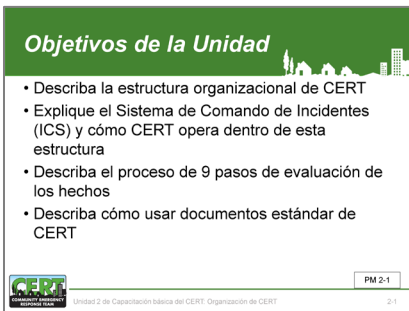 Objetivos de la Unidad
• Describa la estructura organizacional de CERT
• Explique el Sistema de Comando de Incidentes
(ICS) y cómo CERT opera dentro de esta
estructura
• Describa el proceso de 9 pasos de evaluación de
los hechos
• Describa cómo usar documentos estándar de
CERT
PM 2-1
CERT
COMMUNITY EMERGENCY
RESPONSE TEAM
Unidad 2 de Capacitación básica del CERT: Organización de CERT
2-1